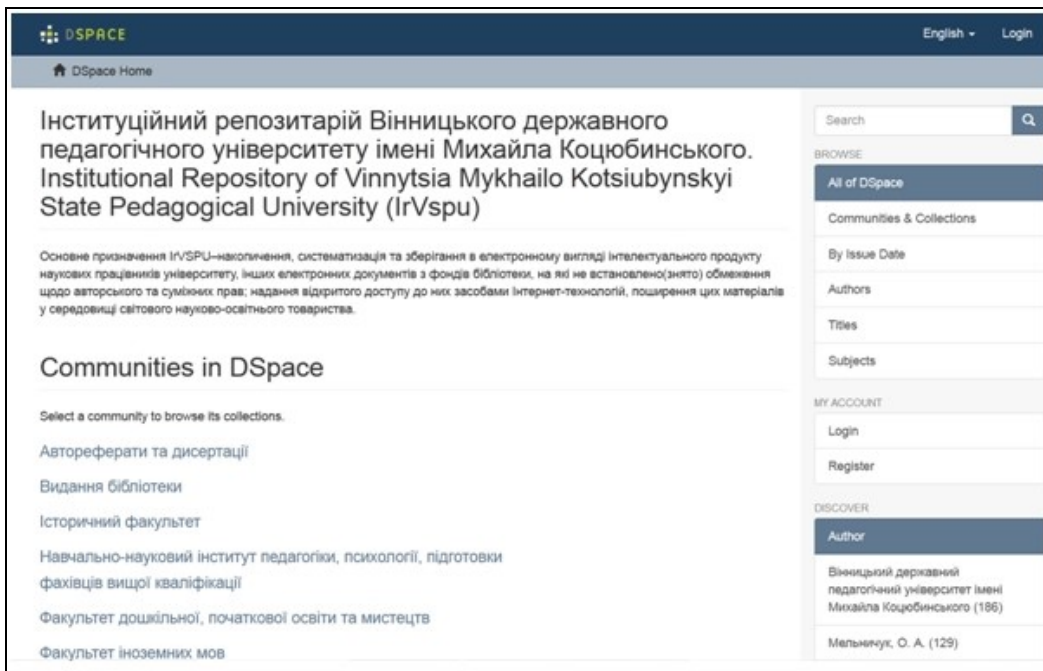 DSPACE
English
Login
DSpace Home
Інституційний репозитарій Вінницького державного
педагогічного університету імені Михайла Коцюбинського.
Institutional Repository of Vinnytsia Mykhailo Kotsiubynskyi
State Pedagogical University (IrVspu)
Основне призначення IrVSPU–накопичення, систематизація та зберігання в електронному вигляді інтелектуального продукту
наукових працівників університету, інших електронних документів з фондів бібліотеки, на які не встановлено(знято) обмеження
щодо авторського та суміжних прав; надання відкритого доступу до них засобами Інтернет-технологій, поширення цих матеріалів
у середовищі світового науково-освітнього товариства.
Communities in DSpace
Select a community to browse its collections.
Автореферати та дисертації
Видання бібліотеки
Історичний факультет
Навчально-науковий інститут педагогіки, психології, підготовки
фахівців вищої кваліфікації
Факультет дошкільної, початкової освіти та мистецтв
Факультет іноземних мов
Search
BROWSE
All of DSpace
Communities & Collections
By Issue Date
Authors
Titles
Subjects
MY ACCOUNT
Login
Register
DISCOVER
Author
Вінницький державний
педагогічний університет імені
Михайла Коцюбинського (186)
Мельничук, О. А. (129)